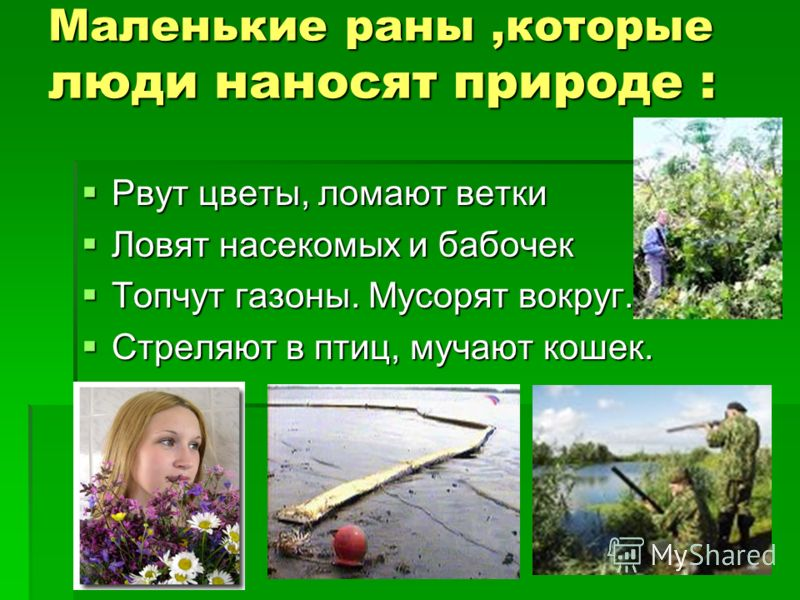 Маленькие раны ,которые
люди наносят природе :
Рвут цветы, ломают ветки
Ловят насекомых и бабочек
Топчут газоны. Мусорят вокруг.
Стреляют в птиц, мучают кошек.
MyShared